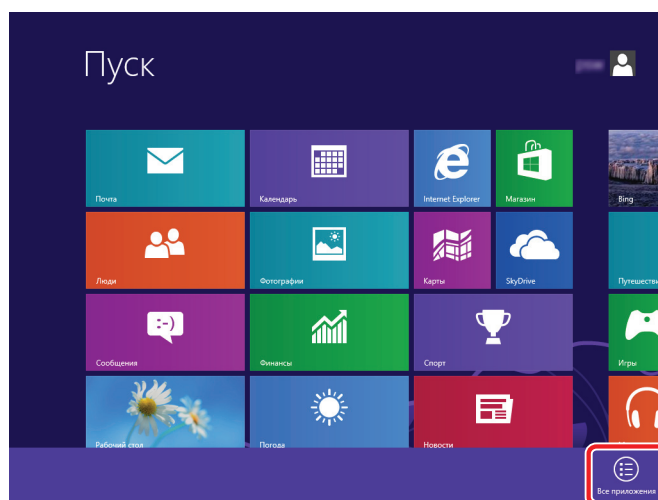 Пуск
Почта
Календарь
Internet Explorer
Магазин
Bing
Люди
Фотографии
Карты
SkyDrive
Путешестви
Сообщения
Финансы
Спорт
Игры
Рабочий стол
Погода
Новости
Все приложения